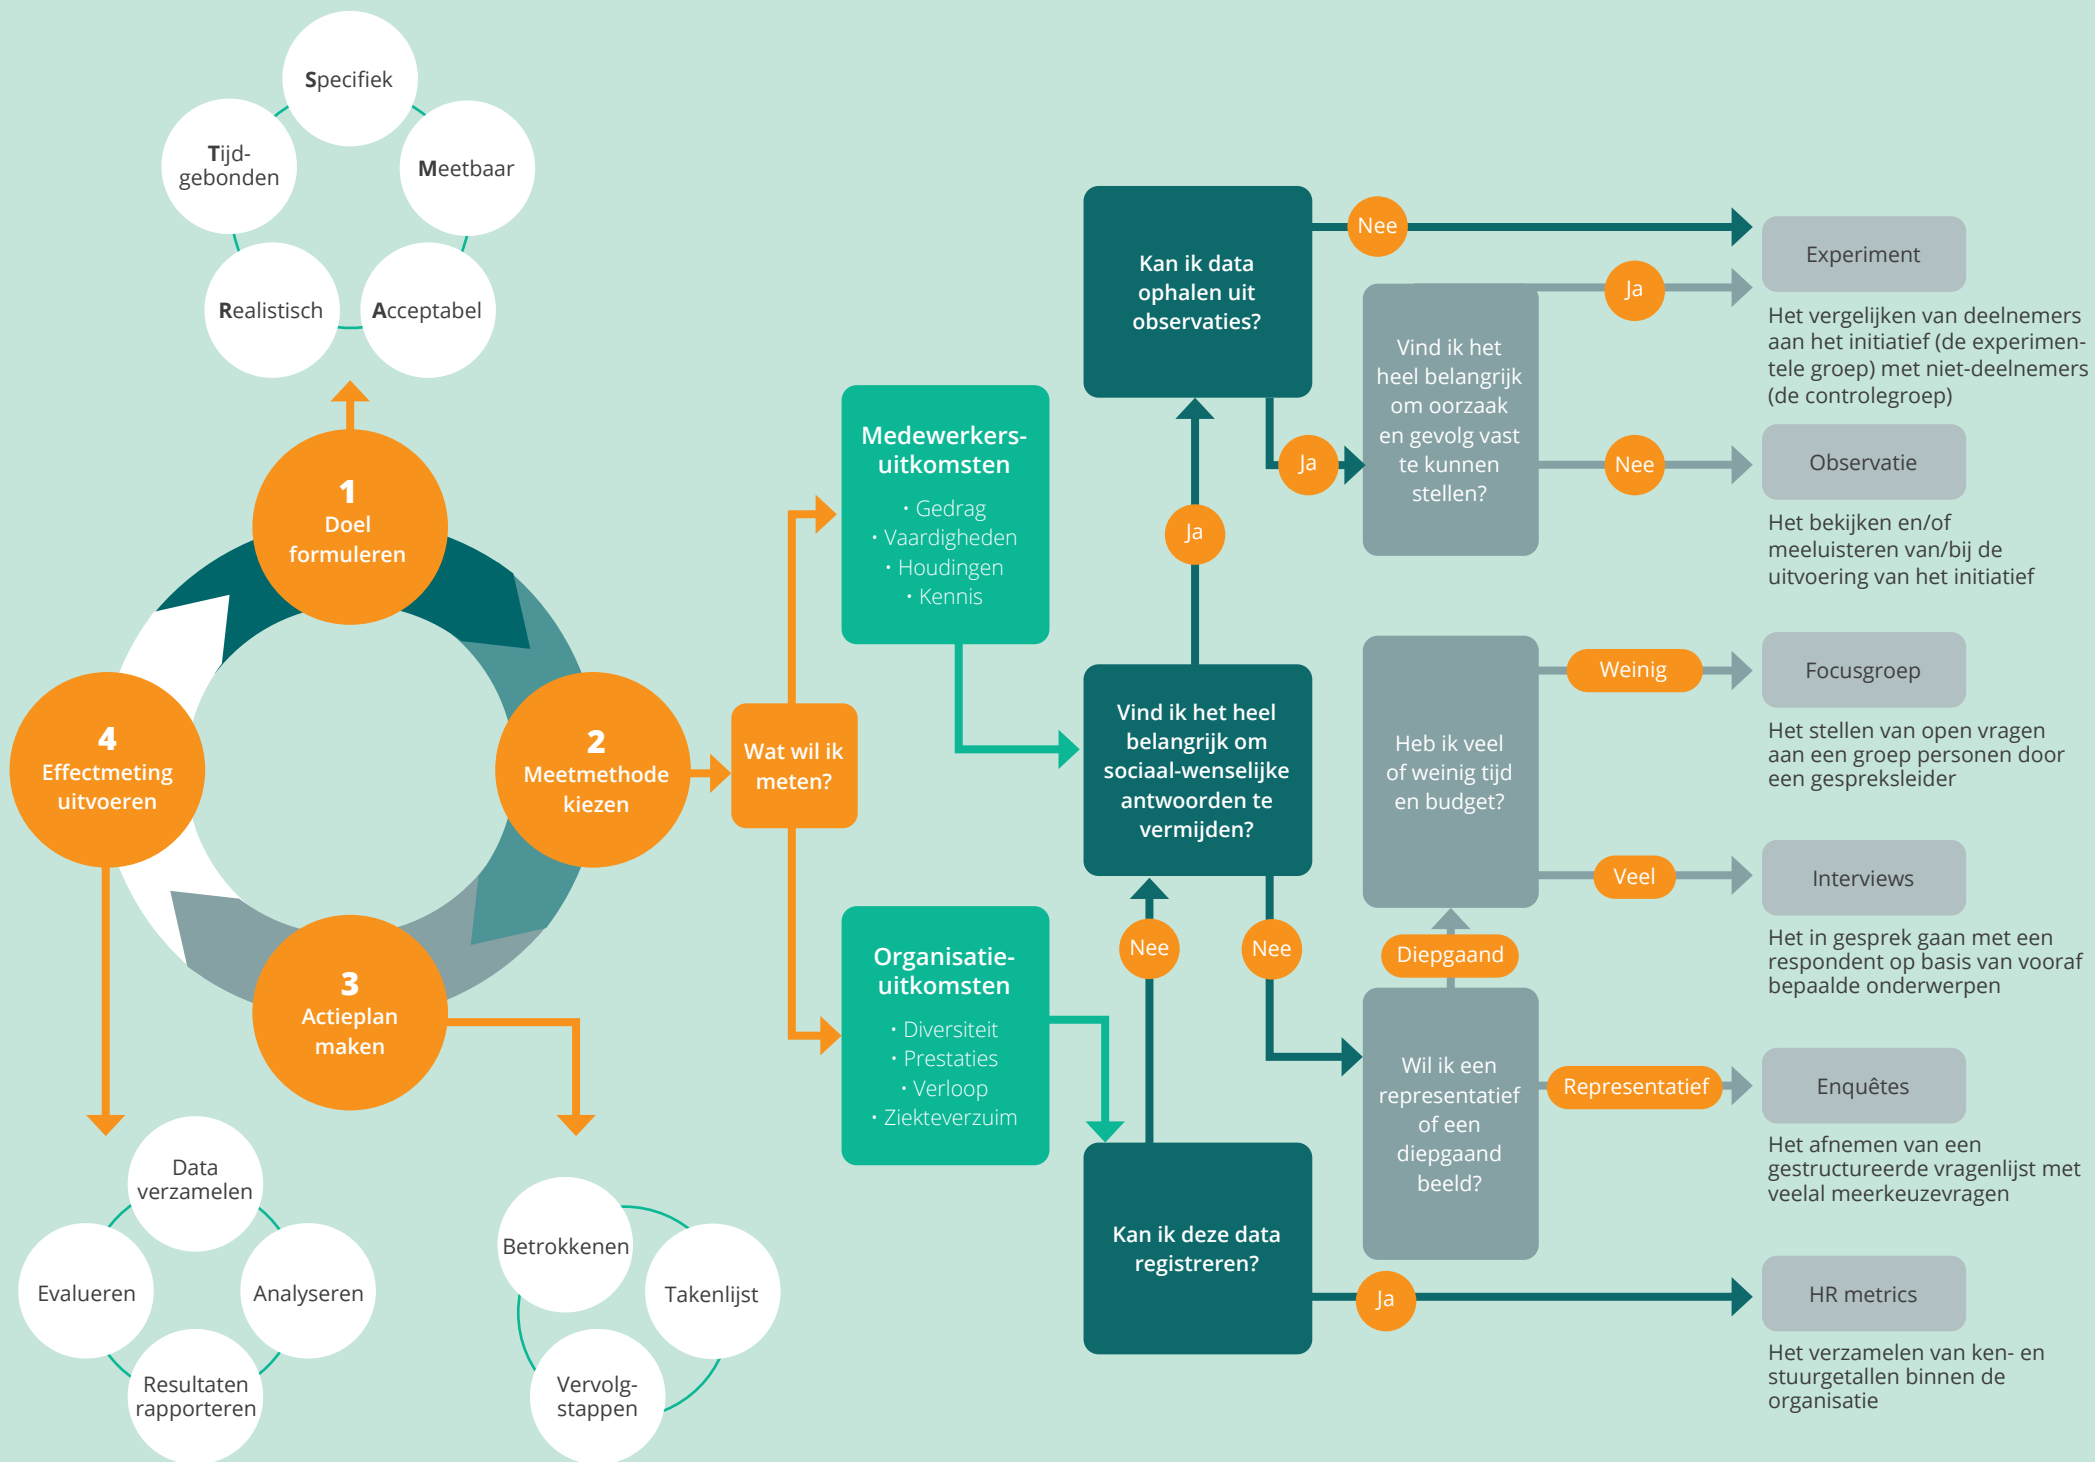 Specifiek
Meetbaar
Acceptabel
Realistisch
Tijd-
gebonden
1
Doel
formuleren
2
Meetmethode
kiezen
3
Actieplan
maken
4
Effectmeting
uitvoeren
Data
verzamelen
Analyseren
Resultaten
rapporteren
Evalueren
Betrokkenen
Takenlijst
Vervolg-
stappen
Wat wil ik
meten?
Medewerkers-
uitkomsten
• Gedrag
• Vaardigheden
• Houdingen
• Kennis
Organisatie-
uitkomsten
• Diversiteit
• Prestaties
• Verloop
• Ziekteverzuim
Kan ik data
ophalen uit
observaties?
Nee
Ja
Ja
Vind ik het heel
belangrijk om
sociaal-wenselijke
antwoorden te
vermijden?
Nee
Nee
Kan ik deze data
registreren?
Ja
Vind ik het
heel belangrijk
om oorzaak
en gevolg vast
te kunnen
stellen?
Ja
Nee
Heb ik veel
of weinig tijd
en budget?
Weinig
Veel
Diepgaand
Wil ik een
representatief
of een
diepgaand
beeld?
Representatief
Experiment
Het vergelijken van deelnemers
aan het initiatief (de experimen-
tele groep) met niet-deelnemers
(de controlegroep)
Observatie
Het bekijken en/of
meeluisteren van/bij de
uitvoering van het initiatief
Focusgroep
Het stellen van open vragen
aan een groep personen door
een gespreksleider
Interviews
Het in gesprek gaan met een
respondent op basis van vooraf
bepaalde onderwerpen
Enquêtes
Het afnemen van een
gestructureerde vragenlijst met
veelal meerkeuzevragen
HR metrics
Het verzamelen van ken- en
stuurgetallen binnen de
organisatie